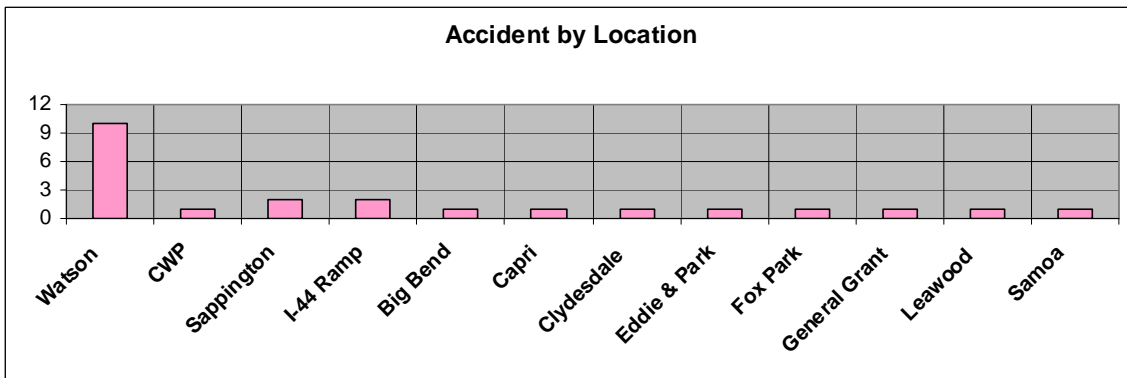 Accident by Location
12
9
6
3
0
Watson
CWP
Sappington
I-44 Ramp
Big Bend
Capri
Clydesdale
Eddie & Park
Fox Park
General Grant
Leawood
Samoa